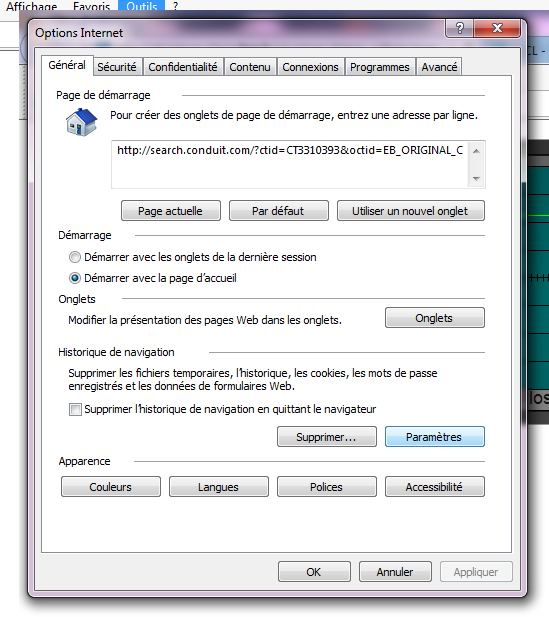 Affichage Favoris Outils ?
Options Internet
Général Sécurité Confidentialité Contenu Connexions Programmes Avancé
Page de démarrage
Pour créer des onglets de page de démarrage, entrez une adresse par ligne.
http://search.conduit.com/?ctid=CT3310393&octid=EB_ORIGINAL_C
Page actuelle Par défaut Utiliser un nouvel onglet
Démarrage
Démarrer avec les onglets de la dernière session
Démarrer avec la page d'accueil
Onglets
Modifier la présentation des pages Web dans les onglets.
Onglets
Historique de navigation
Supprimer les fichiers temporaires, l'historique, les cookies, les mots de passe
enregistrés et les données de formulaires Web.
Supprimer l'historique de navigation en quittant le navigateur
Supprimer... Paramètres
Apparence
Couleurs Langues Polices Accessibilité
OK Annuler Appliquer